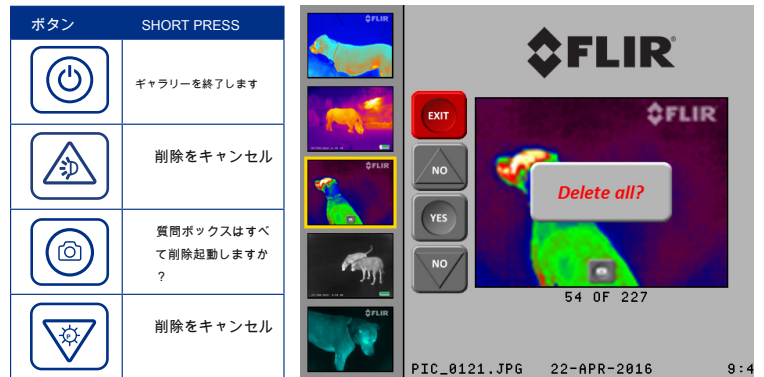 ボタン SHORT PRESS
ギャラリーを終了します
削除をキャンセル
質問ボックスはすべ
て削除起動しますか
?
削除をキャンセル
FLIR
FLIR
FLIR
FLIR
FLIR
EXIT
NO
YES
NO
Delete all?
54 OF 227
PIC_0121.JPG 22-APR-2016 9:4